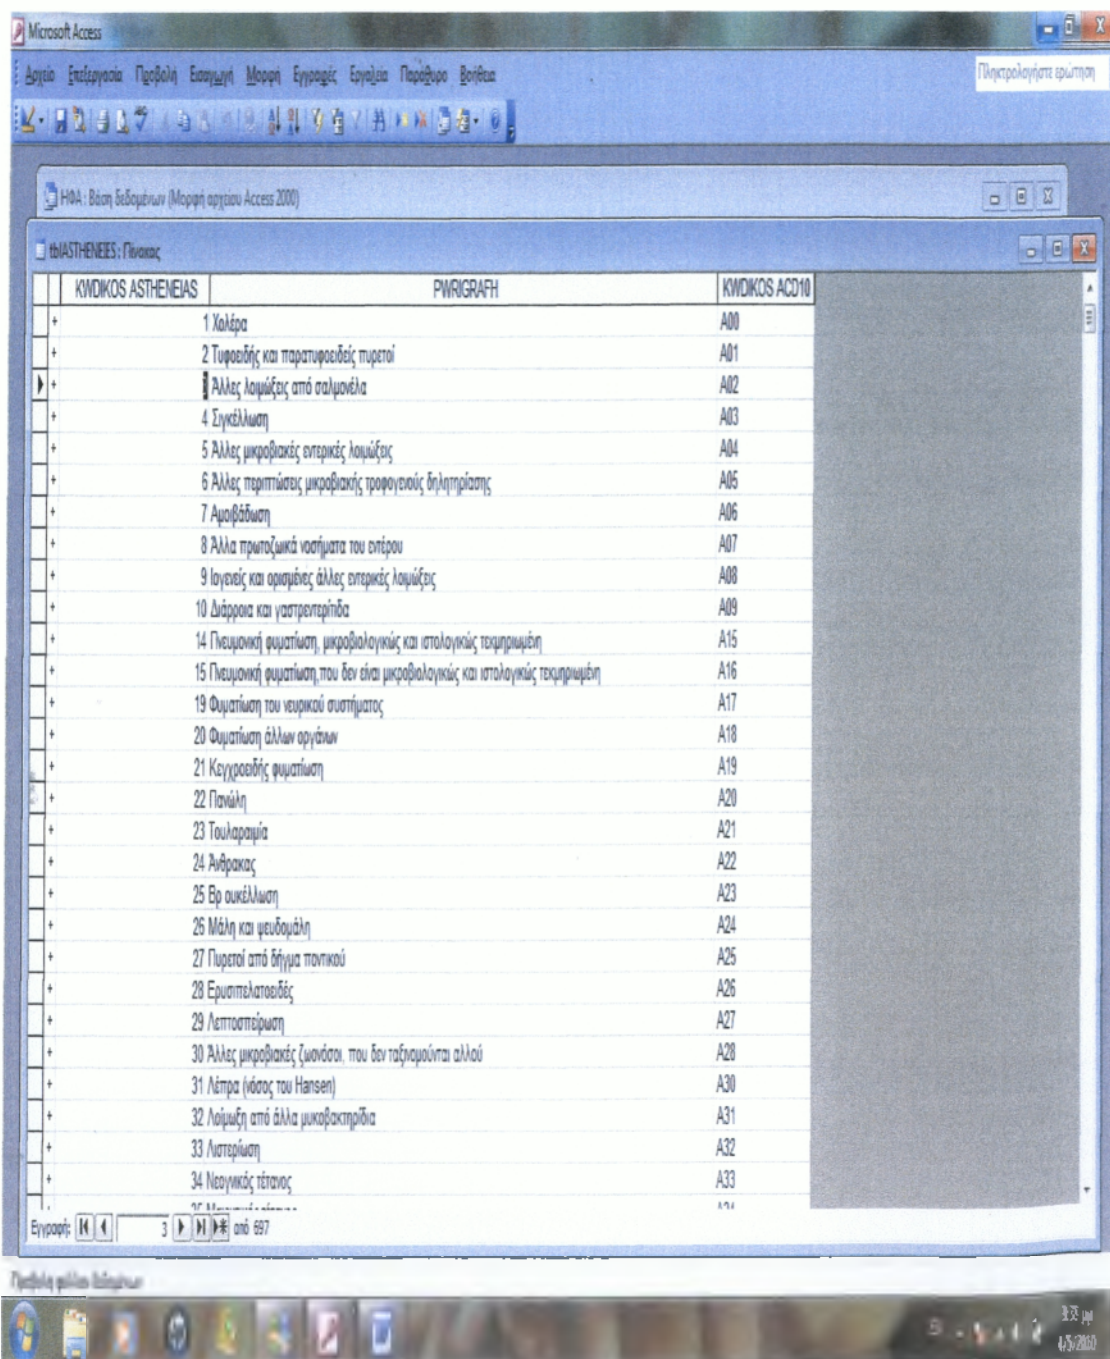 Microsoft Access
Αρχείο Επεξεργασία Προβολή Εισαγωγή Μορφή Εγγραφές Εργαλεία Παράθυρο Βοήθεια Πληκτρολογήστε ερώτηση
ΗΦΑ : Βάση δεδομένων (Μορφή αρχείου Access 2000)
tblASTHENEIES : Πίνακας
KWDIKOS ASTHENEIAS PWRIGRAFH KWDIKOS ACD10
+ 1 Χολέρα A00
+ 2 Τυφοειδής και παρατυφοειδείς πυρετοί A01
+ 3 Άλλες λοιμώξεις από σαλμονέλα A02
+ 4 Σιγκέλλωση A03
+ 5 Άλλες μικροβιακές εντερικές λοιμώξεις A04
+ 6 Άλλες περιπτώσεις μικροβιακής τροφογενούς δηλητηρίασης A05
+ 7 Αμοιβάδωση A06
+ 8 Άλλα πρωτοζωικά νοσήματα του εντέρου A07
+ 9 Ιογενείς και ορισμένες άλλες εντερικές λοιμώξεις A08
+ 10 Διάρροια και γαστρεντερίτιδα A09
+ 14 Πνευμονική φυματίωση, μικροβιολογικώς και ιστολογικώς τεκμηριωμένη A15
+ 15 Πνευμονική φυματίωση,που δεν είναι μικροβιολογικώς και ιστολογικώς τεκμηριωμένη A16
+ 19 Φυματίωση του νευρικού συστήματος A17
+ 20 Φυματίωση άλλων οργάνων A18
+ 21 Κεγχροειδής φυματίωση A19
+ 22 Πανώλη A20
+ 23 Τουλαραιμία A21
+ 24 Άνθρακας A22
+ 25 Βρ ουκέλλωση A23
+ 26 Μάλη και ψευδομάλη A24
+ 27 Πυρετοί από δήγμα ποντικού A25
+ 28 Ερυσιπελατοειδές A26
+ 29 Λεπτοσπείρωση A27
+ 30 Άλλες μικροβιακές ζωονόσοι, που δεν ταξινομούνται αλλού A28
+ 31 Λέπρα (νόσος του Hansen) A30
+ 32 Λοίμωξη από άλλα μυκοβακτηρίδια A31
+ 33 Λιστερίωση A32
+ 34 Νεογνικός τέτανος A33
Εγγραφή: 3 από 697
Προβολή φύλλου δεδομένων